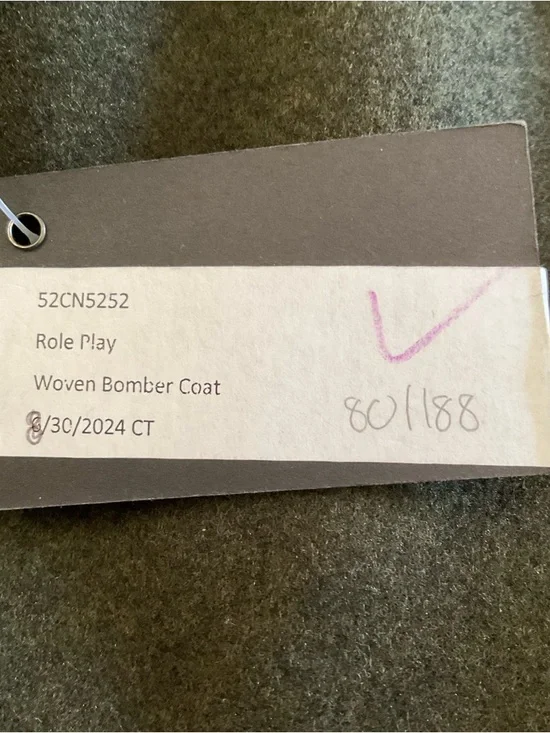 52CN5252
Role Play
Woven Bomber Coat
8/30/2024 CT
80/188